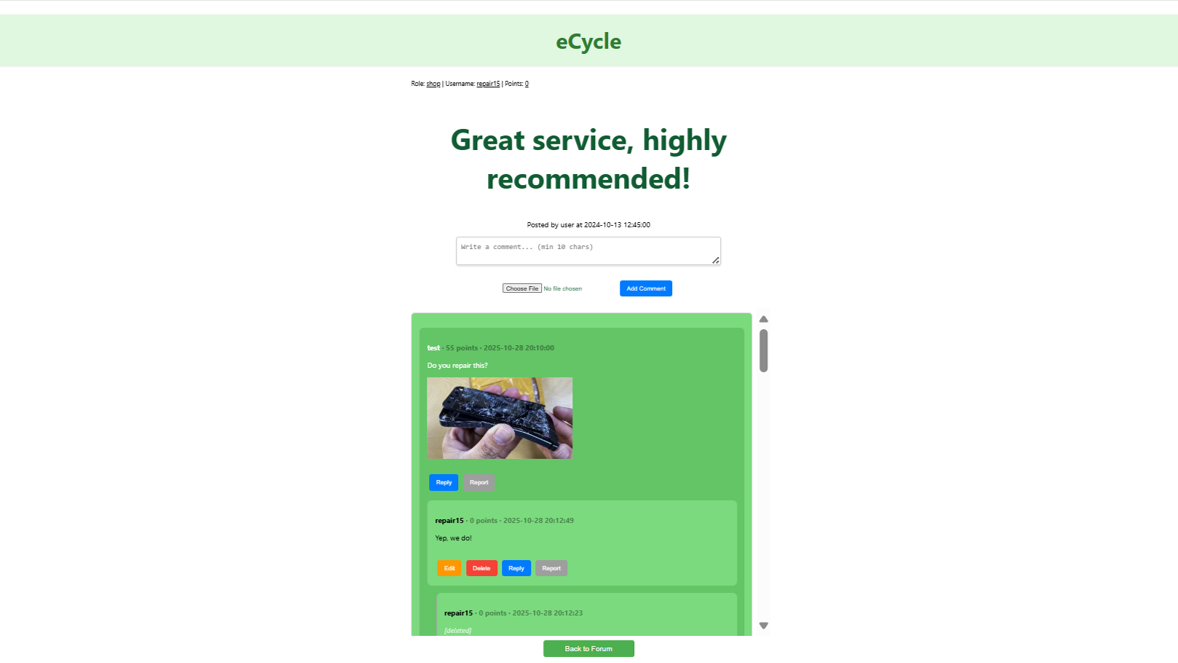 eCycle
Role: shop | Username: repair15 | Points: 0
Great service, highly
recommended!
Posted by user at 2024-10-13 12:45:00
Write a comment... (min 10 chars)
Choose File No file chosen
Add Comment
test - 55 points - 2025-10-28 20:10:00
Do you repair this?
Reply Report
repair15 - 0 points - 2025-10-28 20:12:49
Yep, we do!
Edit Delete Reply Report
repair15 - 0 points - 2025-10-28 20:12:23
[deleted]
Back to Forum